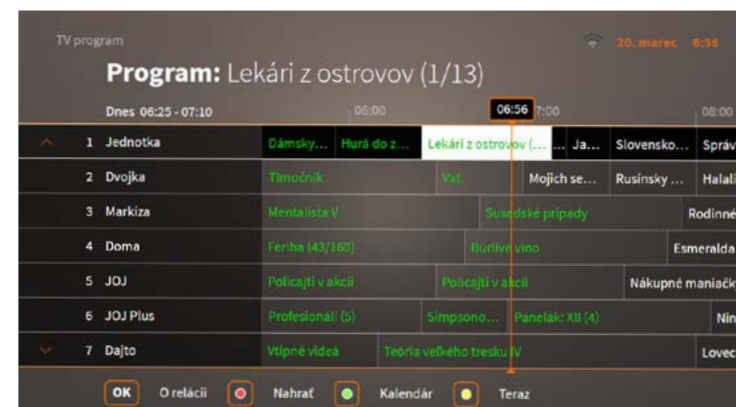 TV program 20. marec 6:56
Program: Lekári z ostrovov (1/13)
Dnes 06:25 - 07:10 06:00 06:56 7:00 08:00
1 Jednotka Dámsky... Hurá do z... Lekári z ostrovov (... ... Ja... Slovensko... Správ
2 Dvojka Tlmočník Vat Mojich se... Rusínsky ... Halali
3 Markiza Mentalista V Susedské prípady Rodinné
4 Doma Feriha (43/160) Búrlivé víno Esmeralda
5 JOJ Policajti v akcii Policajti v akcii Nákupné maniačk
6 JOJ Plus Profesionáli (5) Simpsono... Panelák: XII (4) Nin
7 Dajto Vtipné videá Teória veľkého tresku IV Lovec
OK O relácii Nahrať Kalendár Teraz